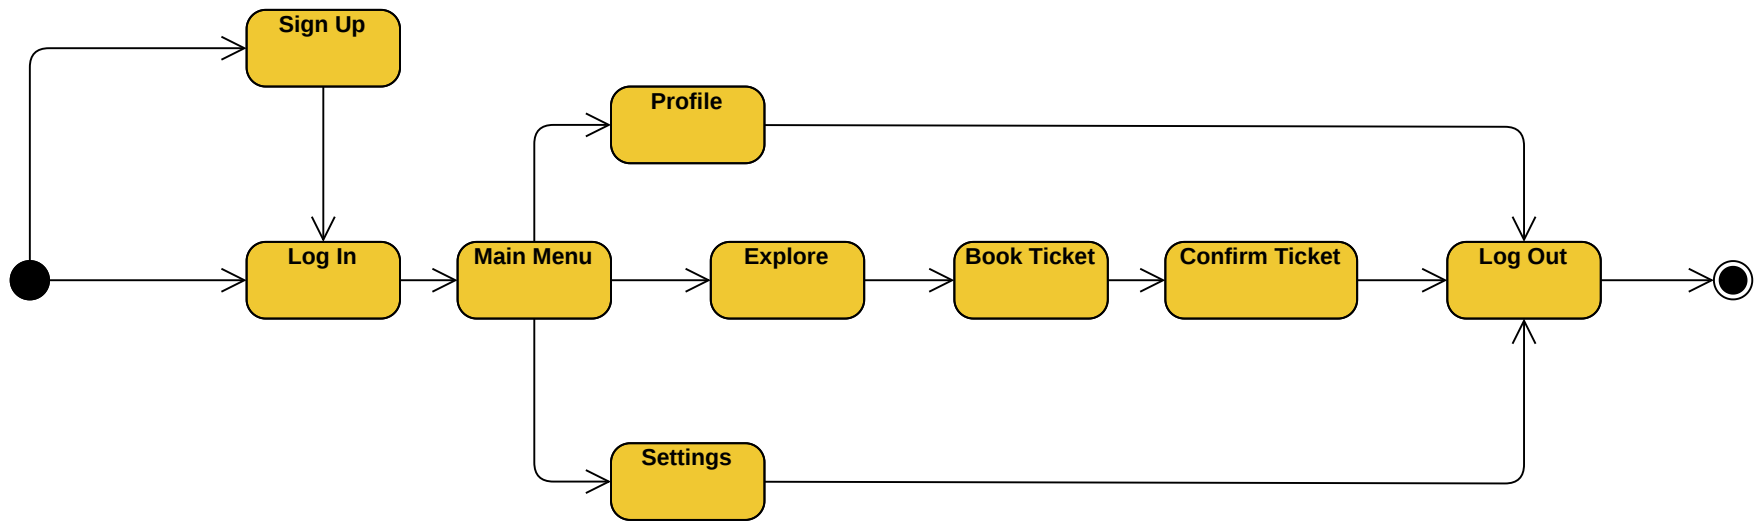 Sign Up
Profile
Log In
Main Menu
Explore
Book Ticket
Confirm Ticket
Log Out
Settings